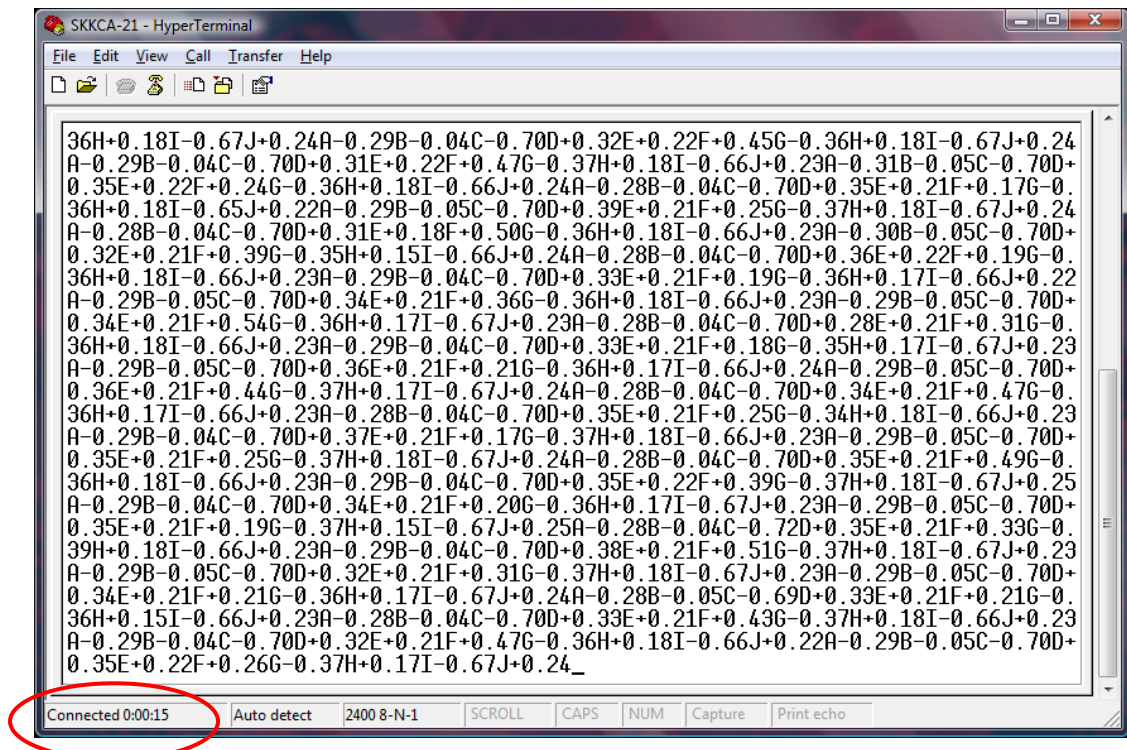 SKKCA-21 - HyperTerminal
File Edit View Call Transfer Help
36H+0.18I-0.67J+0.24A-0.29B-0.04C-0.70D+0.32E+0.22F+0.45G-0.36H+0.18I-0.67J+0.24
A-0.29B-0.04C-0.70D+0.31E+0.22F+0.47G-0.37H+0.18I-0.66J+0.23A-0.31B-0.05C-0.70D+
0.35E+0.22F+0.24G-0.36H+0.18I-0.66J+0.24A-0.28B-0.04C-0.70D+0.35E+0.21F+0.17G-0.
36H+0.18I-0.65J+0.22A-0.29B-0.05C-0.70D+0.39E+0.21F+0.25G-0.37H+0.18I-0.67J+0.24
A-0.28B-0.04C-0.70D+0.31E+0.18F+0.50G-0.36H+0.18I-0.66J+0.23A-0.30B-0.05C-0.70D+
0.32E+0.21F+0.39G-0.35H+0.15I-0.66J+0.24A-0.28B-0.04C-0.70D+0.36E+0.22F+0.19G-0.
36H+0.18I-0.66J+0.23A-0.29B-0.04C-0.70D+0.33E+0.21F+0.19G-0.36H+0.17I-0.66J+0.22
A-0.29B-0.05C-0.70D+0.34E+0.21F+0.36G-0.36H+0.18I-0.66J+0.23A-0.29B-0.05C-0.70D+
0.34E+0.21F+0.54G-0.36H+0.17I-0.67J+0.23A-0.28B-0.04C-0.70D+0.28E+0.21F+0.31G-0.
36H+0.18I-0.66J+0.23A-0.29B-0.04C-0.70D+0.33E+0.21F+0.18G-0.35H+0.17I-0.67J+0.23
A-0.29B-0.05C-0.70D+0.36E+0.21F+0.21G-0.36H+0.17I-0.66J+0.24A-0.29B-0.05C-0.70D+
0.36E+0.21F+0.44G-0.37H+0.17I-0.67J+0.24A-0.28B-0.04C-0.70D+0.34E+0.21F+0.47G-0.
36H+0.17I-0.66J+0.23A-0.28B-0.04C-0.70D+0.35E+0.21F+0.25G-0.34H+0.18I-0.66J+0.23
A-0.29B-0.04C-0.70D+0.37E+0.21F+0.17G-0.37H+0.18I-0.66J+0.23A-0.29B-0.05C-0.70D+
0.35E+0.21F+0.25G-0.37H+0.18I-0.67J+0.24A-0.28B-0.04C-0.70D+0.35E+0.21F+0.49G-0.
36H+0.18I-0.66J+0.23A-0.29B-0.04C-0.70D+0.35E+0.22F+0.39G-0.37H+0.18I-0.67J+0.25
A-0.29B-0.04C-0.70D+0.34E+0.21F+0.20G-0.36H+0.17I-0.67J+0.23A-0.29B-0.05C-0.70D+
0.35E+0.21F+0.19G-0.37H+0.15I-0.67J+0.25A-0.28B-0.04C-0.72D+0.35E+0.21F+0.33G-0.
39H+0.18I-0.66J+0.23A-0.29B-0.04C-0.70D+0.38E+0.21F+0.51G-0.37H+0.18I-0.67J+0.23
A-0.29B-0.05C-0.70D+0.32E+0.21F+0.31G-0.37H+0.18I-0.67J+0.23A-0.29B-0.05C-0.70D+
0.34E+0.21F+0.21G-0.36H+0.17I-0.67J+0.24A-0.28B-0.05C-0.69D+0.33E+0.21F+0.21G-0.
36H+0.15I-0.66J+0.23A-0.28B-0.04C-0.70D+0.33E+0.21F+0.43G-0.37H+0.18I-0.66J+0.23
A-0.29B-0.04C-0.70D+0.32E+0.21F+0.47G-0.36H+0.18I-0.66J+0.22A-0.29B-0.05C-0.70D+
0.35E+0.22F+0.26G-0.37H+0.17I-0.67J+0.24_
Connected 0:00:15 Auto detect 2400 8-N-1 SCROLL CAPS NUM Capture Print echo